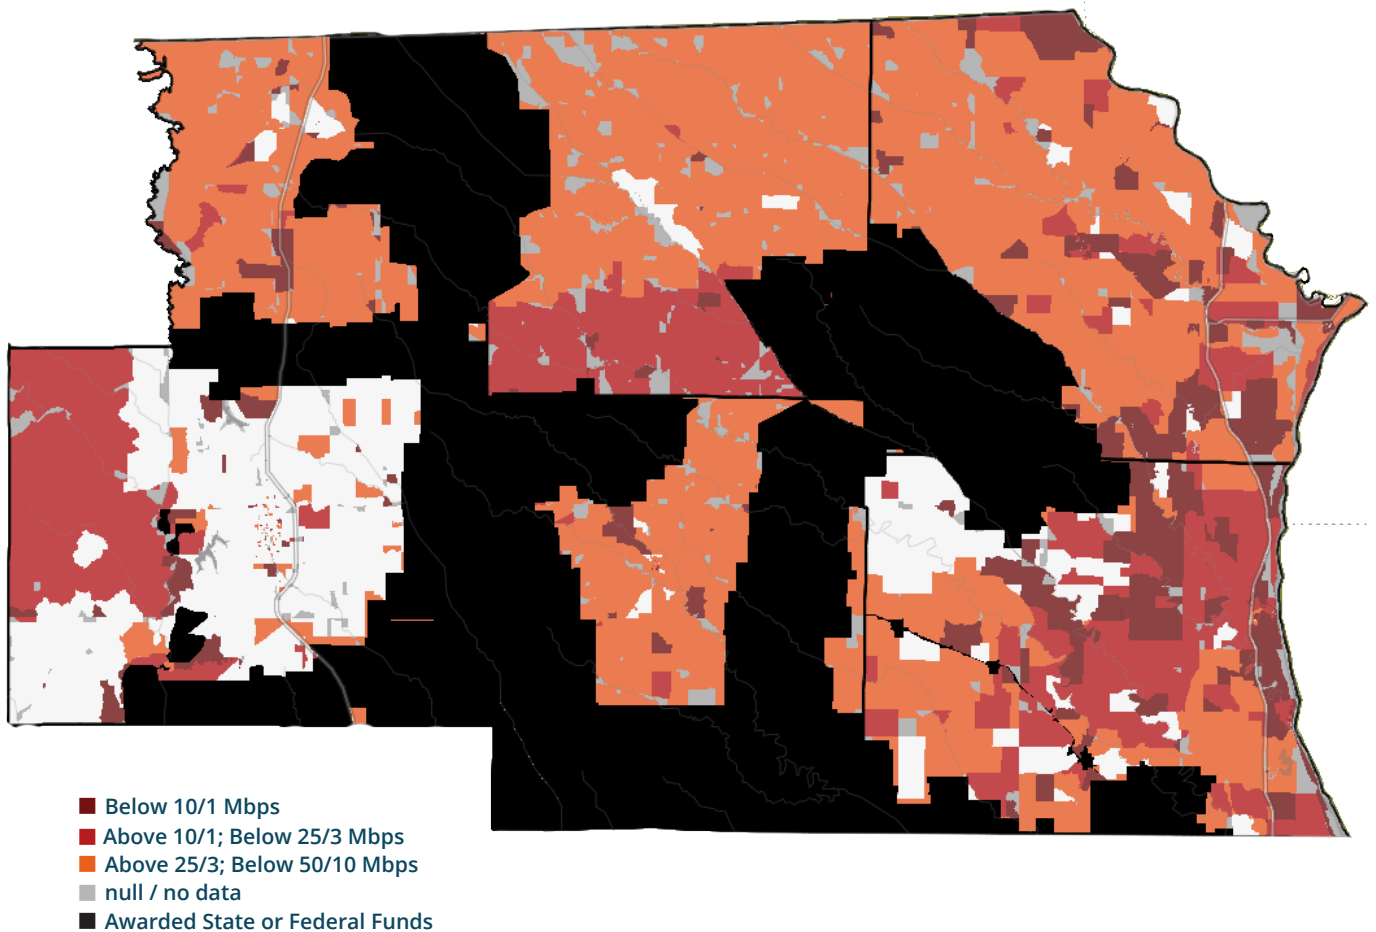 Below 10/1 Mbps
Above 10/1; Below 25/3 Mbps
Above 25/3; Below 50/10 Mbps
null / no data
Awarded State or Federal Funds